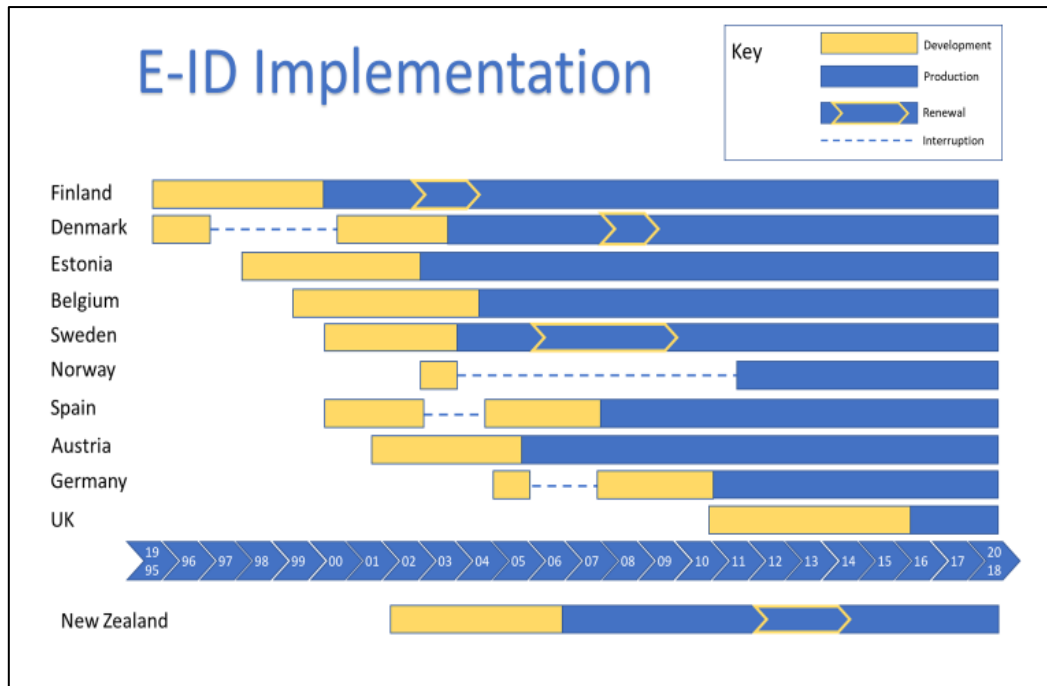 E-ID Implementation
Key
Development
Production
Renewal
Interruption
Finland
Denmark
Estonia
Belgium
Sweden
Norway
Spain
Austria
Germany
UK
19 95 96 97 98 99 00 01 02 03 04 05 06 07 08 09 10 11 12 13 14 15 16 17 20 18
New Zealand